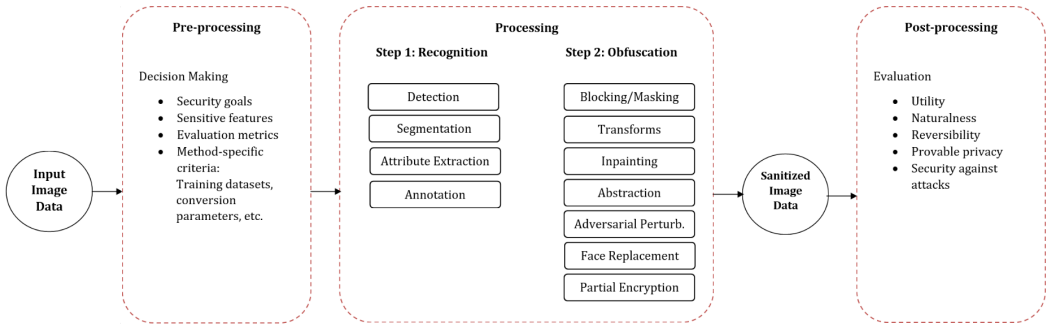 Input
Image
Data
Pre-processing
Decision Making
• Security goals
• Sensitive features
• Evaluation metrics
• Method-specific
criteria:
Training datasets,
conversion
parameters, etc.
Processing
Step 1: Recognition
Detection
Segmentation
Attribute Extraction
Annotation
Step 2: Obfuscation
Blocking/Masking
Transforms
Inpainting
Abstraction
Adversarial Perturb.
Face Replacement
Partial Encryption
Sanitized
Image
Data
Post-processing
Evaluation
• Utility
• Naturalness
• Reversibility
• Provable privacy
• Security against
attacks